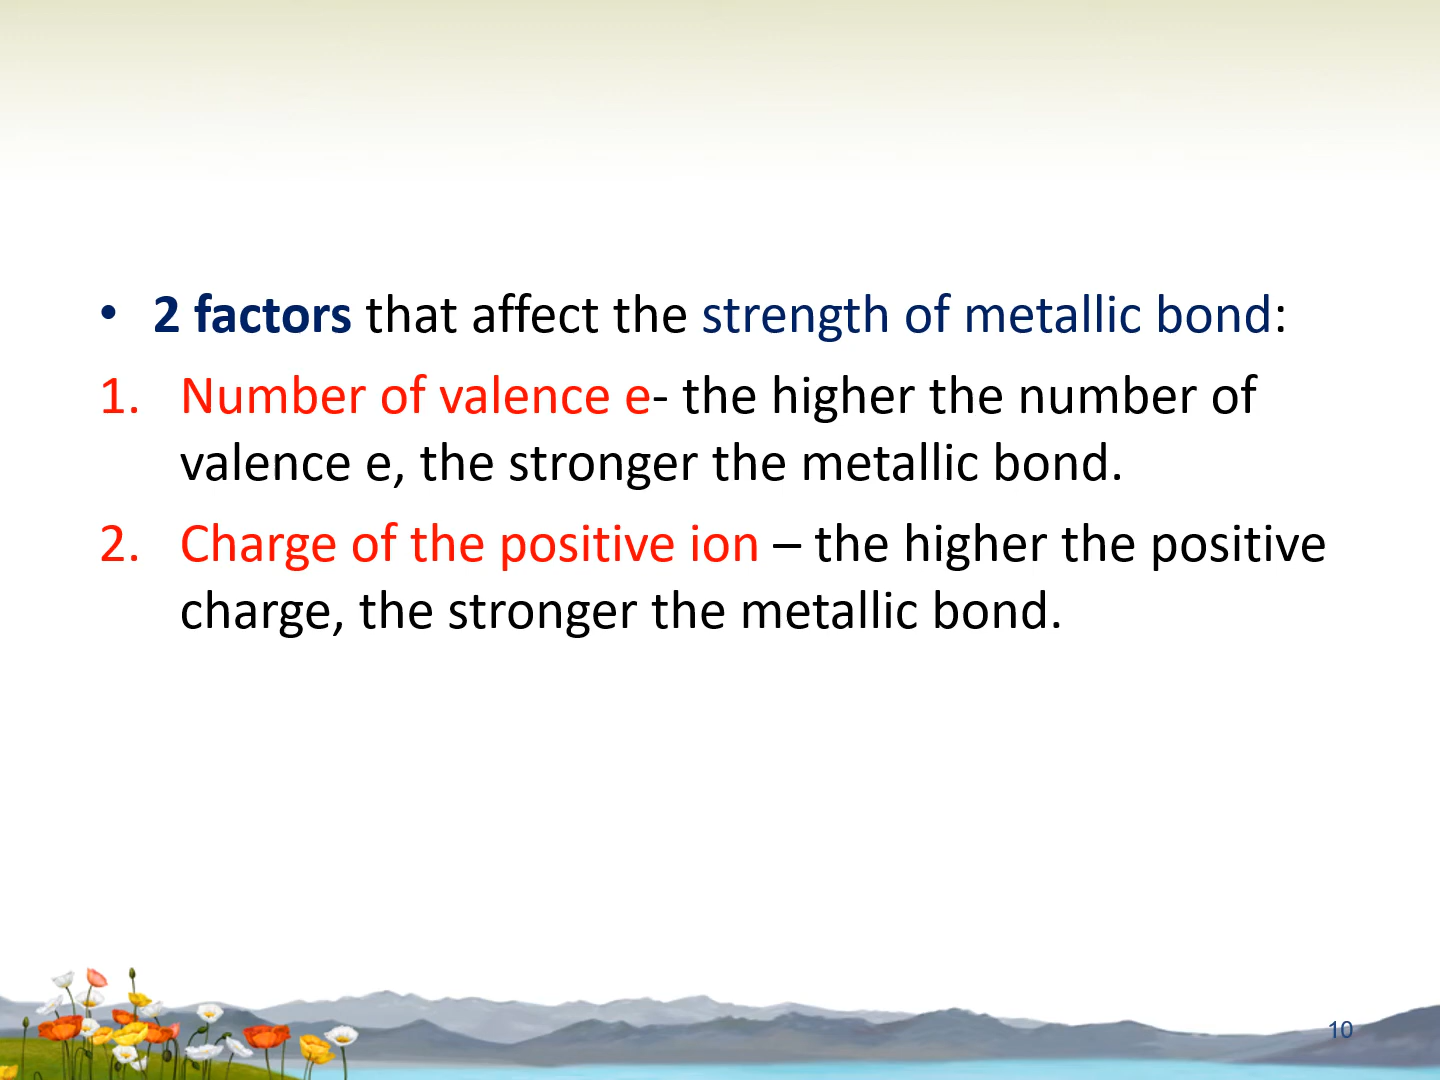 • 2 factors that affect the strength of metallic bond:
1. Number of valence e- the higher the number of
valence e, the stronger the metallic bond.
2. Charge of the positive ion – the higher the positive
charge, the stronger the metallic bond.
10